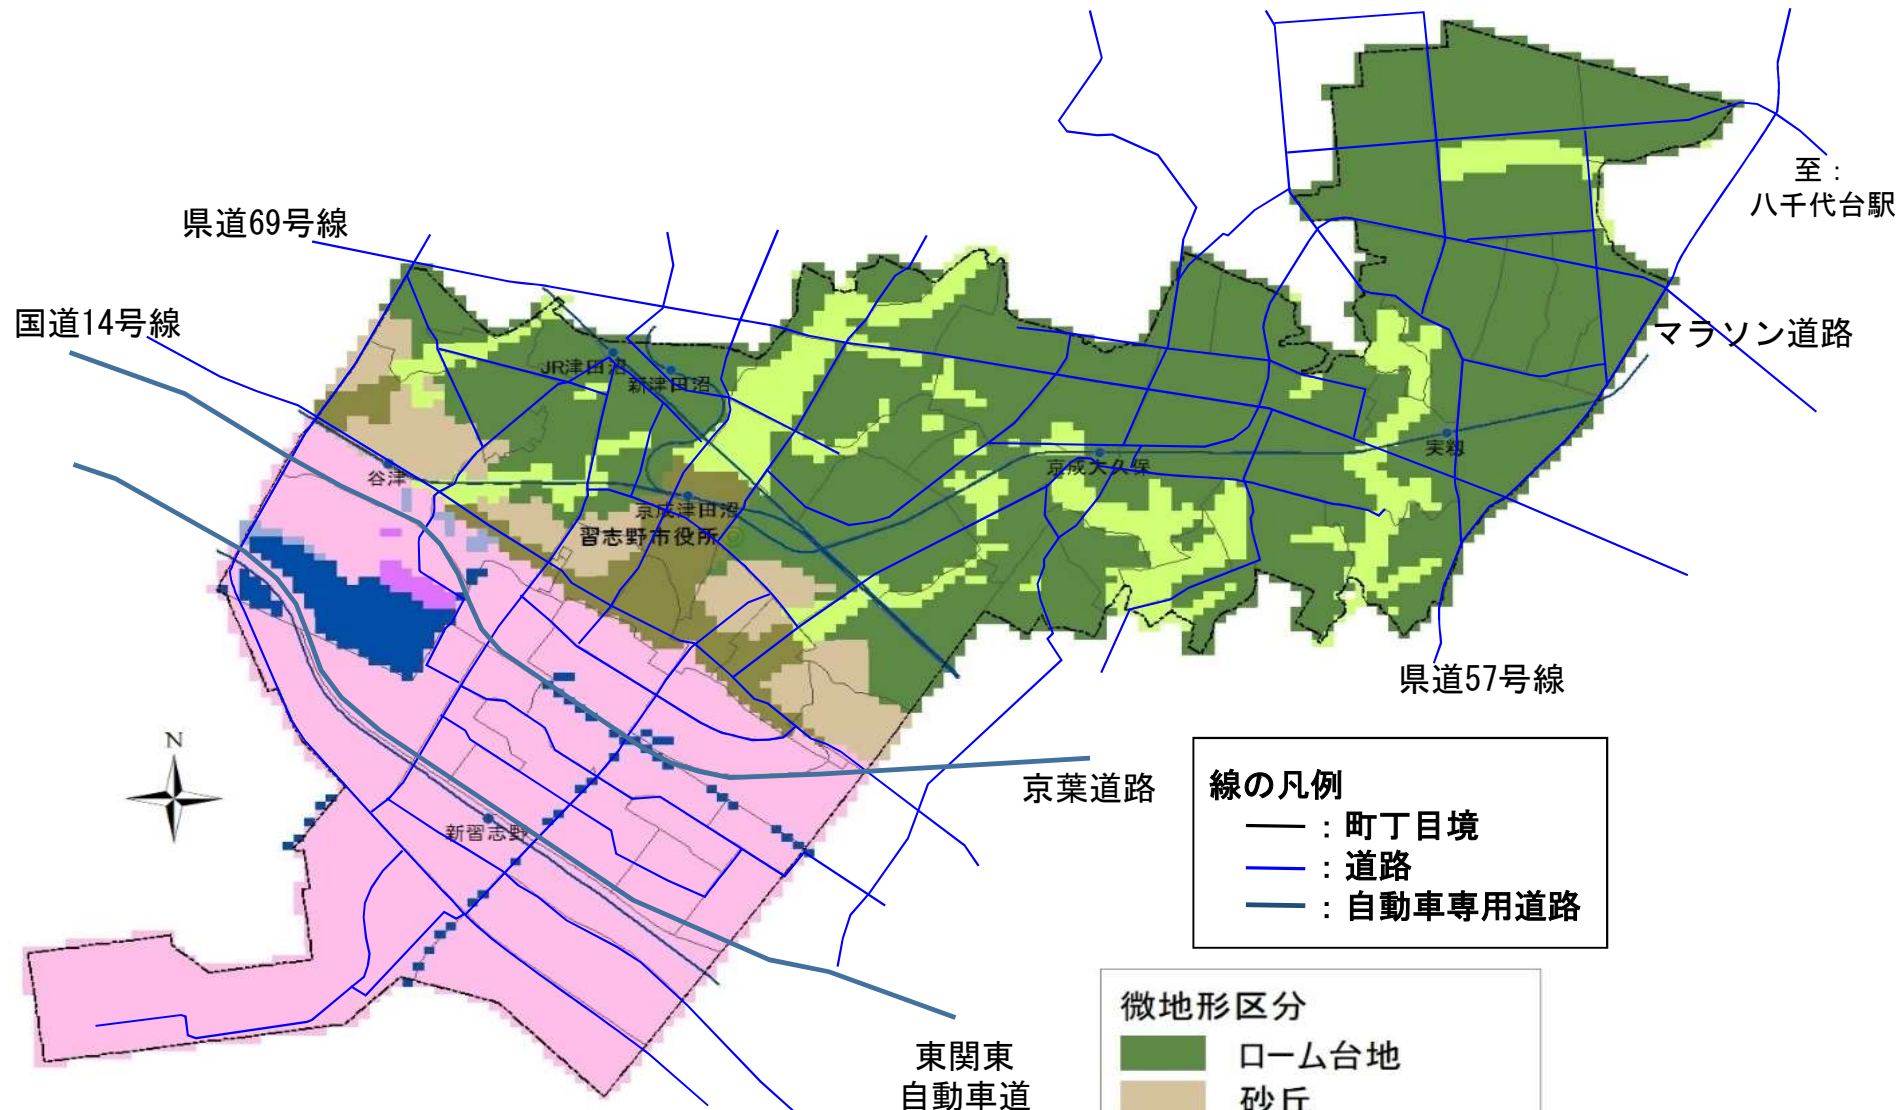 県道69号線
国道14号線
至：
八千代台駅
マラソン道路
JR津田沼
新津田沼
谷津
京成津田沼
習志野市役所
京成大久保
実籾
県道57号線
N
新習志野
京葉道路
線の凡例
：町丁目境
：道路
：自動車専用道路
微地形区分
ローム台地
砂丘
東関東
自動車道